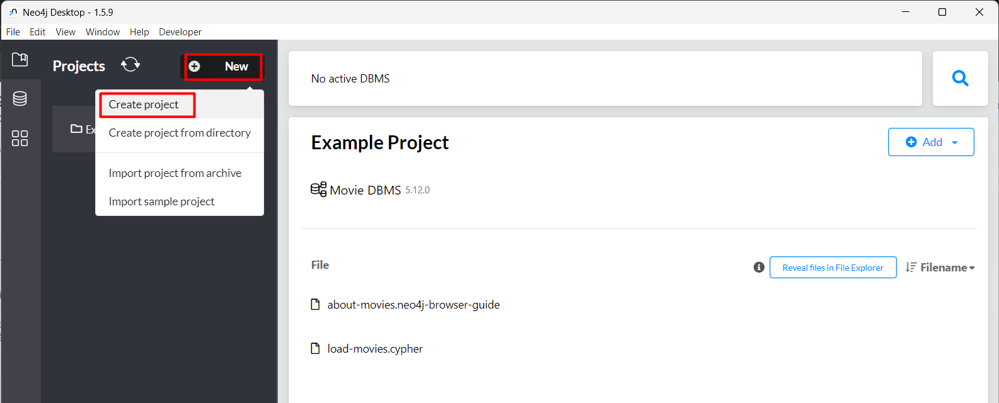 Neo4j Desktop - 1.5.9
File Edit View Window Help Developer
Projects
New
Create project
Create project from directory
Import project from archive
Import sample project
Ex
No active DBMS
Example Project
Add
Movie DBMS 5.12.0
File
Reveal files in File Explorer
Filename
about-movies.neo4j-browser-guide
load-movies.cypher